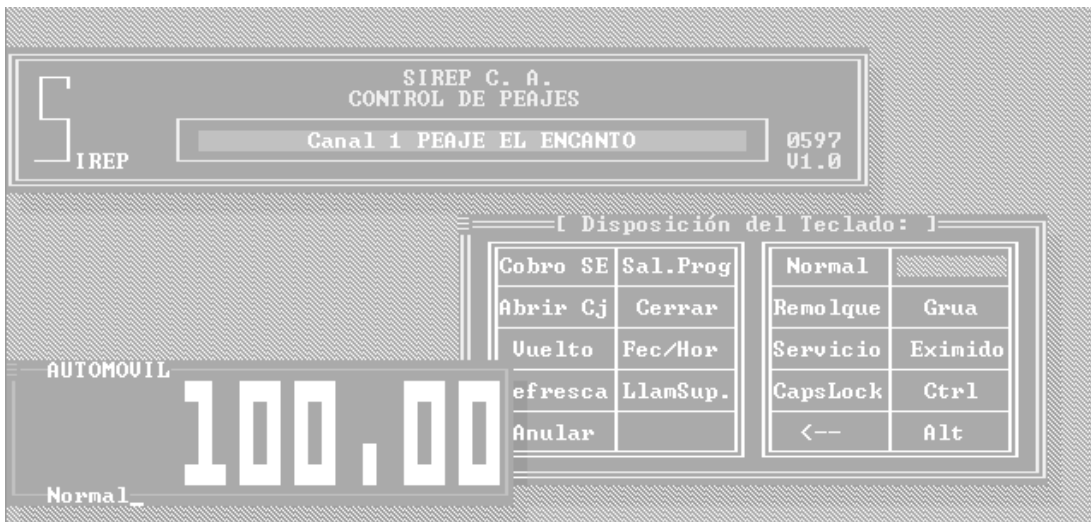 SIREP C. A.
CONTROL DE PEAJES
Canal 1 PEAJE EL ENCANTO
SIREP
0597
V1.0
[ Disposición del Teclado: ]
Cobro SE Sal.Prog Normal
Abrir Cj Cerrar Remolque Grua
Vuelto Fec/Hor Servicio Eximido
efresca LlamSup. CapsLock Ctrl
Anular <-- Alt
AUTOMOVIL
100.00
Normal_